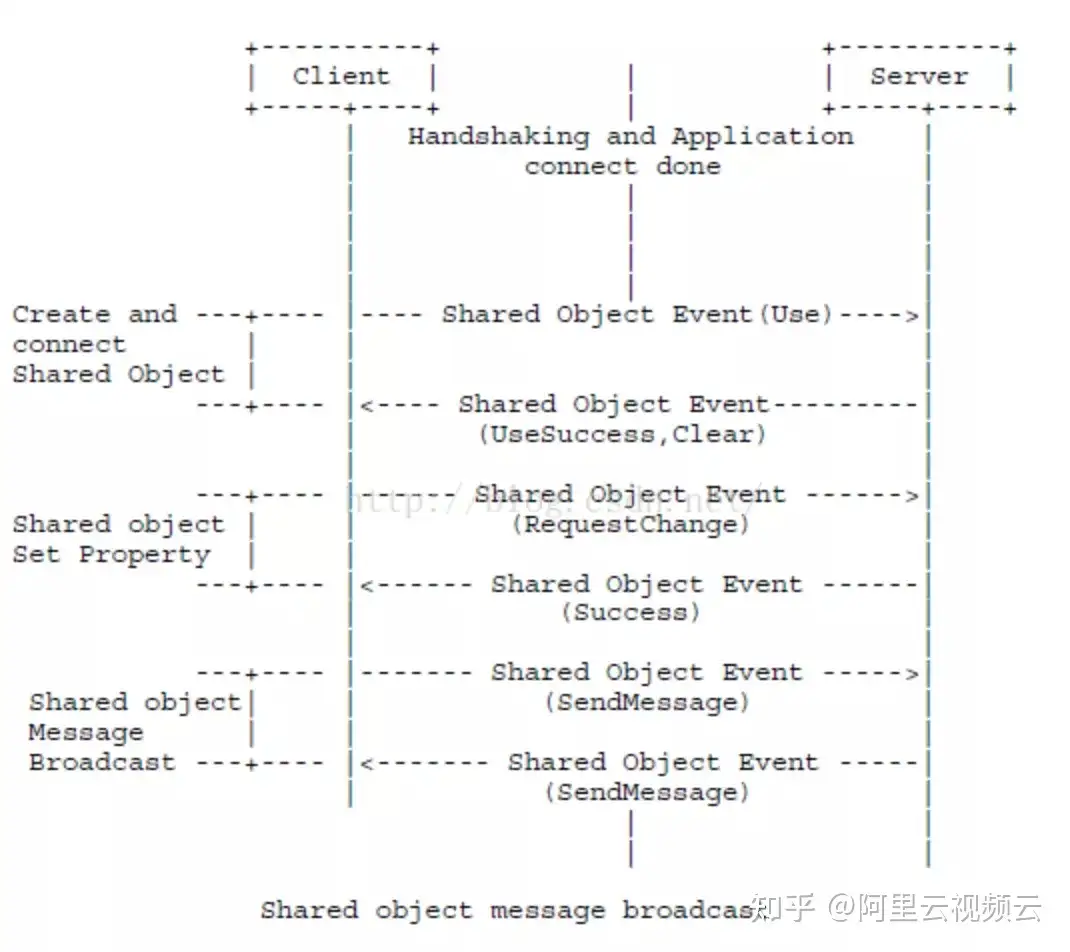 Client
Server
Handshaking and Application
connect done
Create and
connect
Shared Object
Shared Object Event(Use)
Shared Object Event
(UseSuccess,Clear)
http://blog.csdn.net/
Shared object
Set Property
Shared Object Event
(RequestChange)
Shared Object Event
(Success)
Shared object
Message
Broadcast
Shared Object Event
(SendMessage)
Shared Object Event
(SendMessage)
Shared object message broadcast
知乎 @阿里云视频云